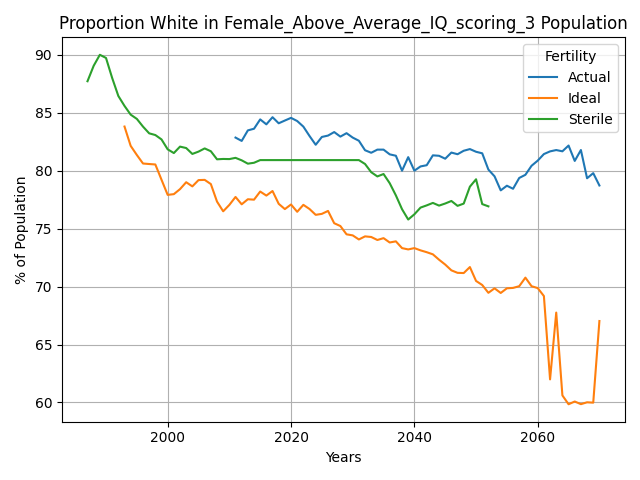 Proportion White in Female_Above_Average_IQ_scoring_3 Population
Fertility
Actual
Ideal
Sterile
% of Population
90
85
80
75
70
65
60
2000
2020
2040
2060
Years